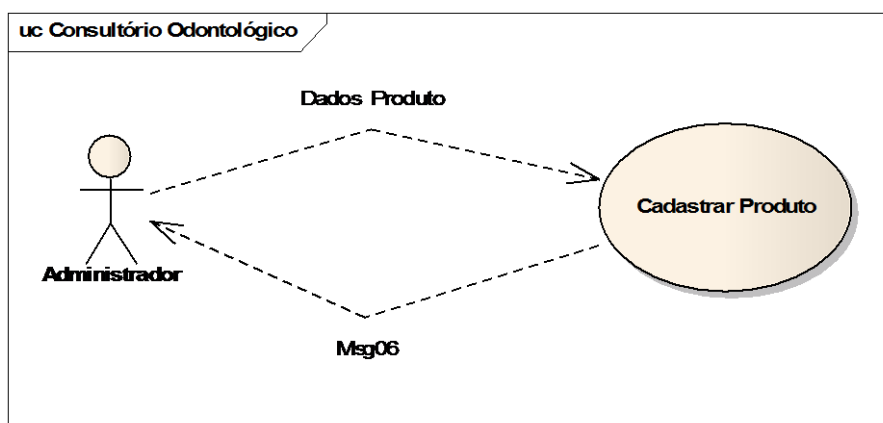 uc Consultório Odontológico
Dados Produto
Cadastrar Produto
Administrador
Msg06